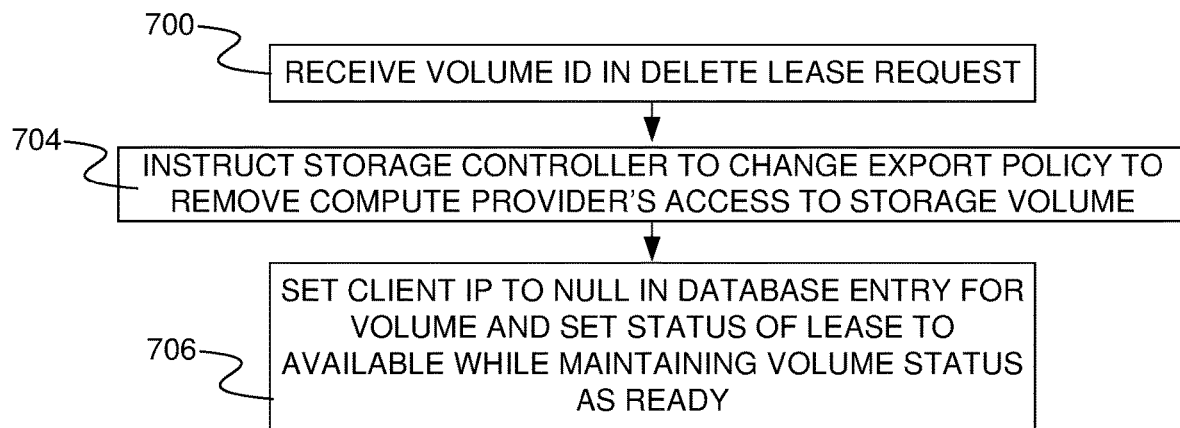 700
RECEIVE VOLUME ID IN DELETE LEASE REQUEST
704
INSTRUCT STORAGE CONTROLLER TO CHANGE EXPORT POLICY TO
REMOVE COMPUTE PROVIDER'S ACCESS TO STORAGE VOLUME
SET CLIENT IP TO NULL IN DATABASE ENTRY FOR
VOLUME AND SET STATUS OF LEASE TO
706
AVAILABLE WHILE MAINTAINING VOLUME STATUS
AS READY